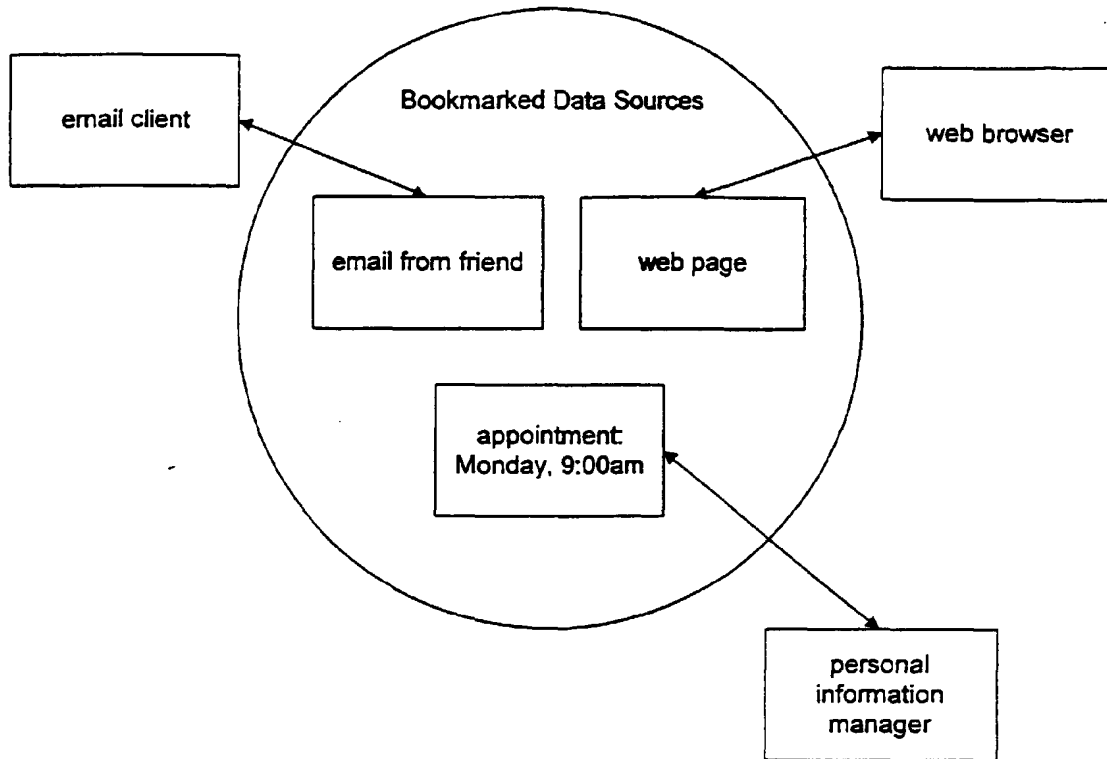 Bookmarked Data Sources
email client
web browser
email from friend
web page
appointment:
Monday, 9:00am
personal
information
manager